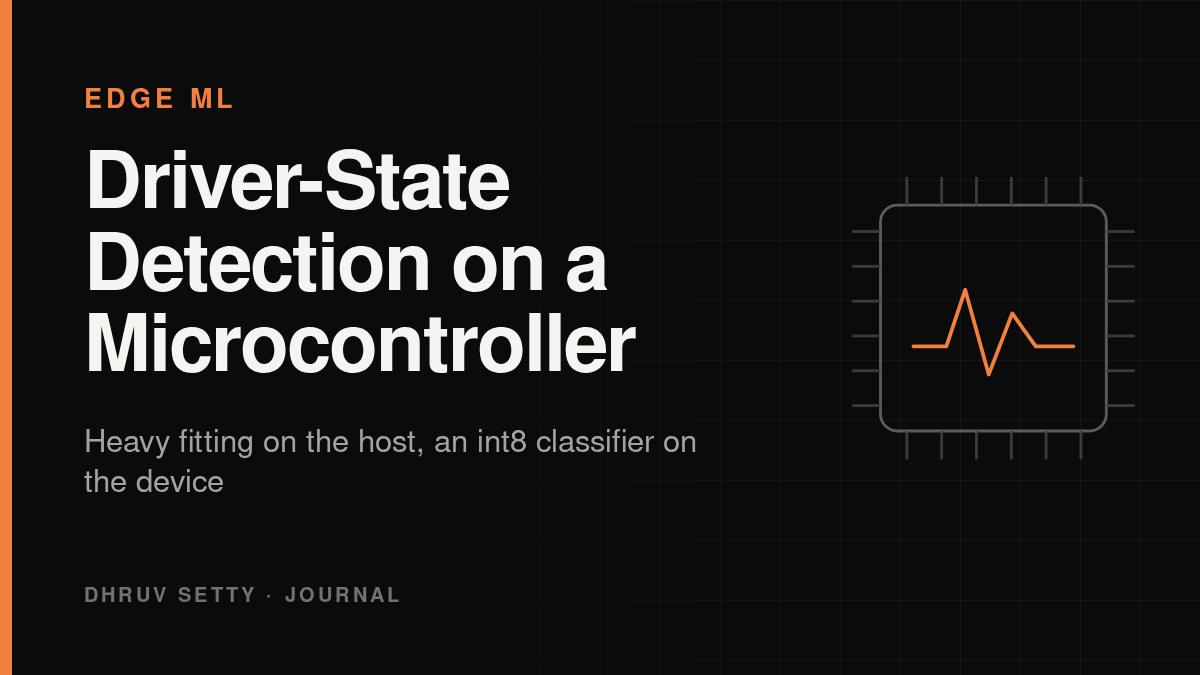 EDGE ML
Driver-State
Detection on a
Microcontroller
Heavy fitting on the host, an int8 classifier on
the device
DHRUV SETTY · JOURNAL